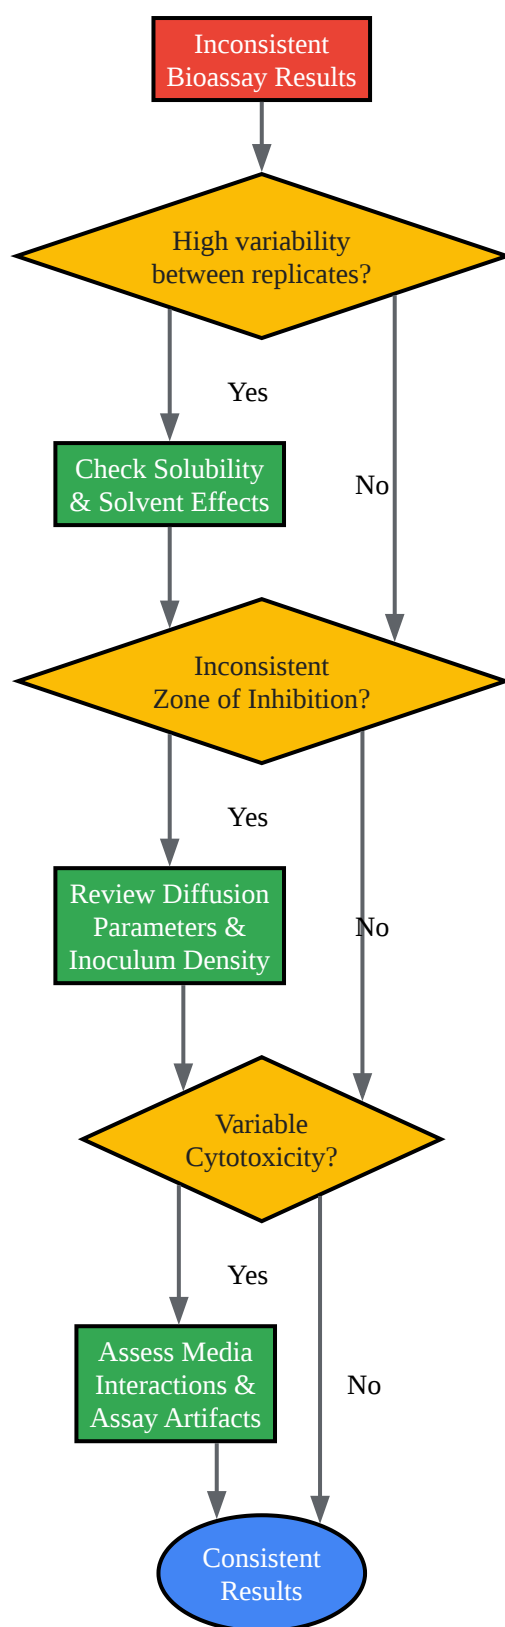 Inconsistent
Bioassay Results
High variability
between replicates?
Yes
Check Solubility
& Solvent Effects
No
Inconsistent
Zone of Inhibition?
Yes
Review Diffusion
Parameters &
Inoculum Density
No
Variable
Cytotoxicity?
Yes
Assess Media
Interactions &
Assay Artifacts
No
Consistent
Results